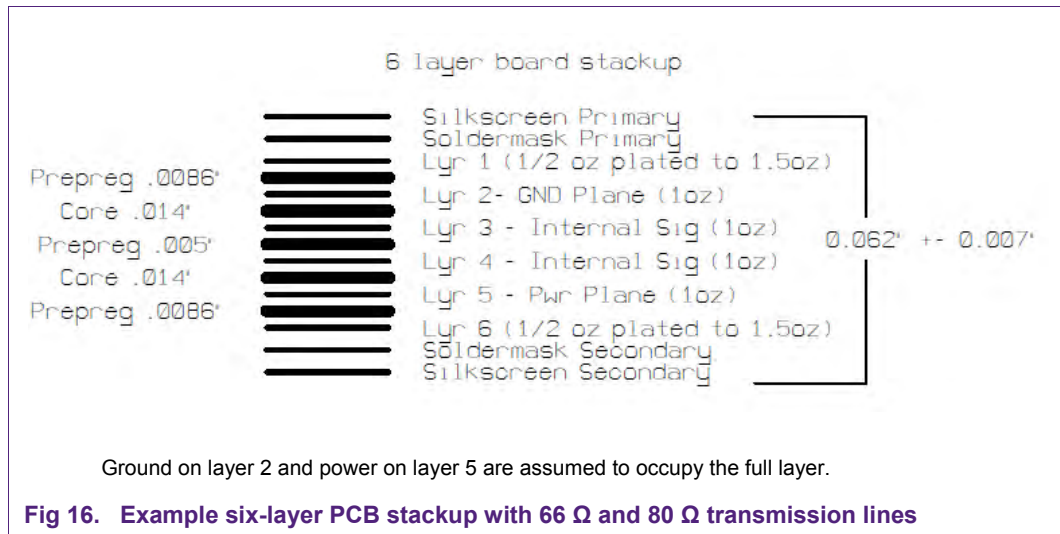 6 layer board stackup
Silkscreen Primary
Soldermask Primary
Lyr 1 (1/2 oz plated to 1.5oz)
Prepreg .0086"
Lyr 2- GND Plane (1oz)
Core .014"
Lyr 3 - Internal Sig (1oz)
Prepreg .005"
0.062" +- 0.007"
Lyr 4 - Internal Sig (1oz)
Core .014"
Lyr 5 - Pwr Plane (1oz)
Prepreg .0086"
Lyr 6 (1/2 oz plated to 1.5oz)
Soldermask Secondary
Silkscreen Secondary
Ground on layer 2 and power on layer 5 are assumed to occupy the full layer.
Fig 16. Example six-layer PCB stackup with 66 Ω and 80 Ω transmission lines